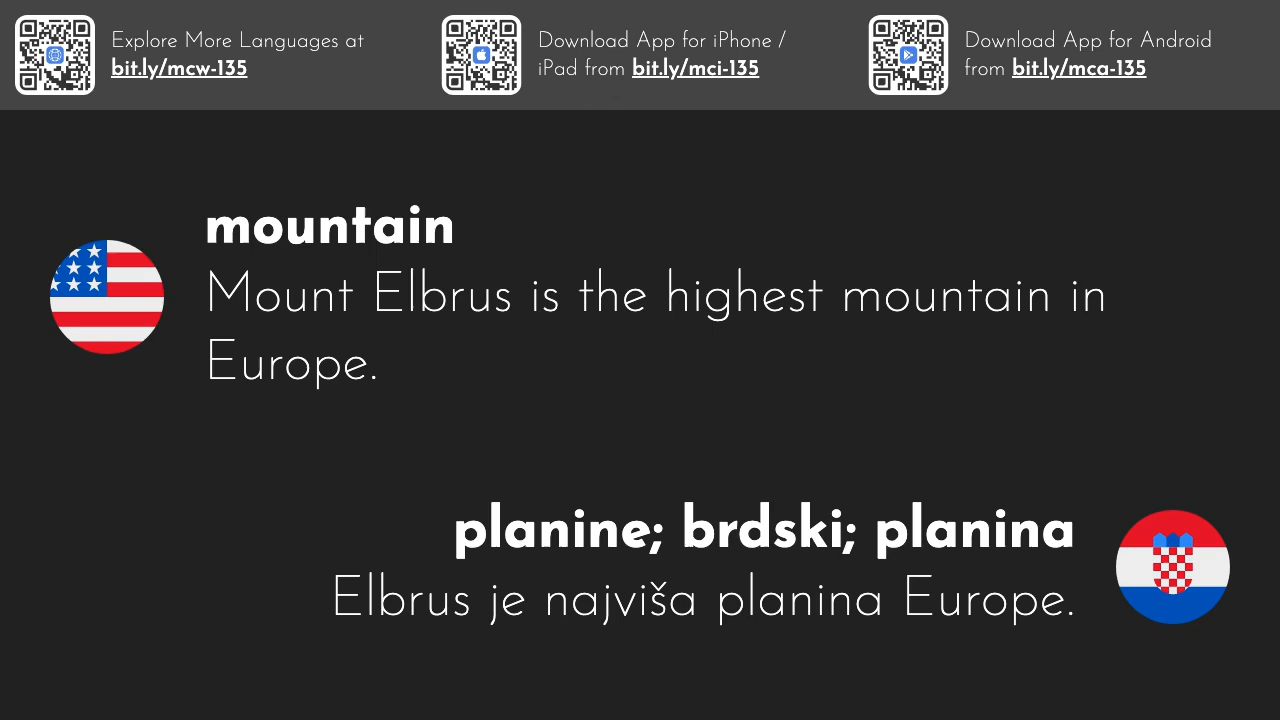 Explore More Languages at
bit.ly/mcw-135
Download App for iPhone /
iPad from bit.ly/mci-135
Download App for Android
from bit.ly/mca-135
mountain
Mount Elbrus is the highest mountain in
Europe.
planine; brdski; planina
Elbrus je najviša planina Europe.